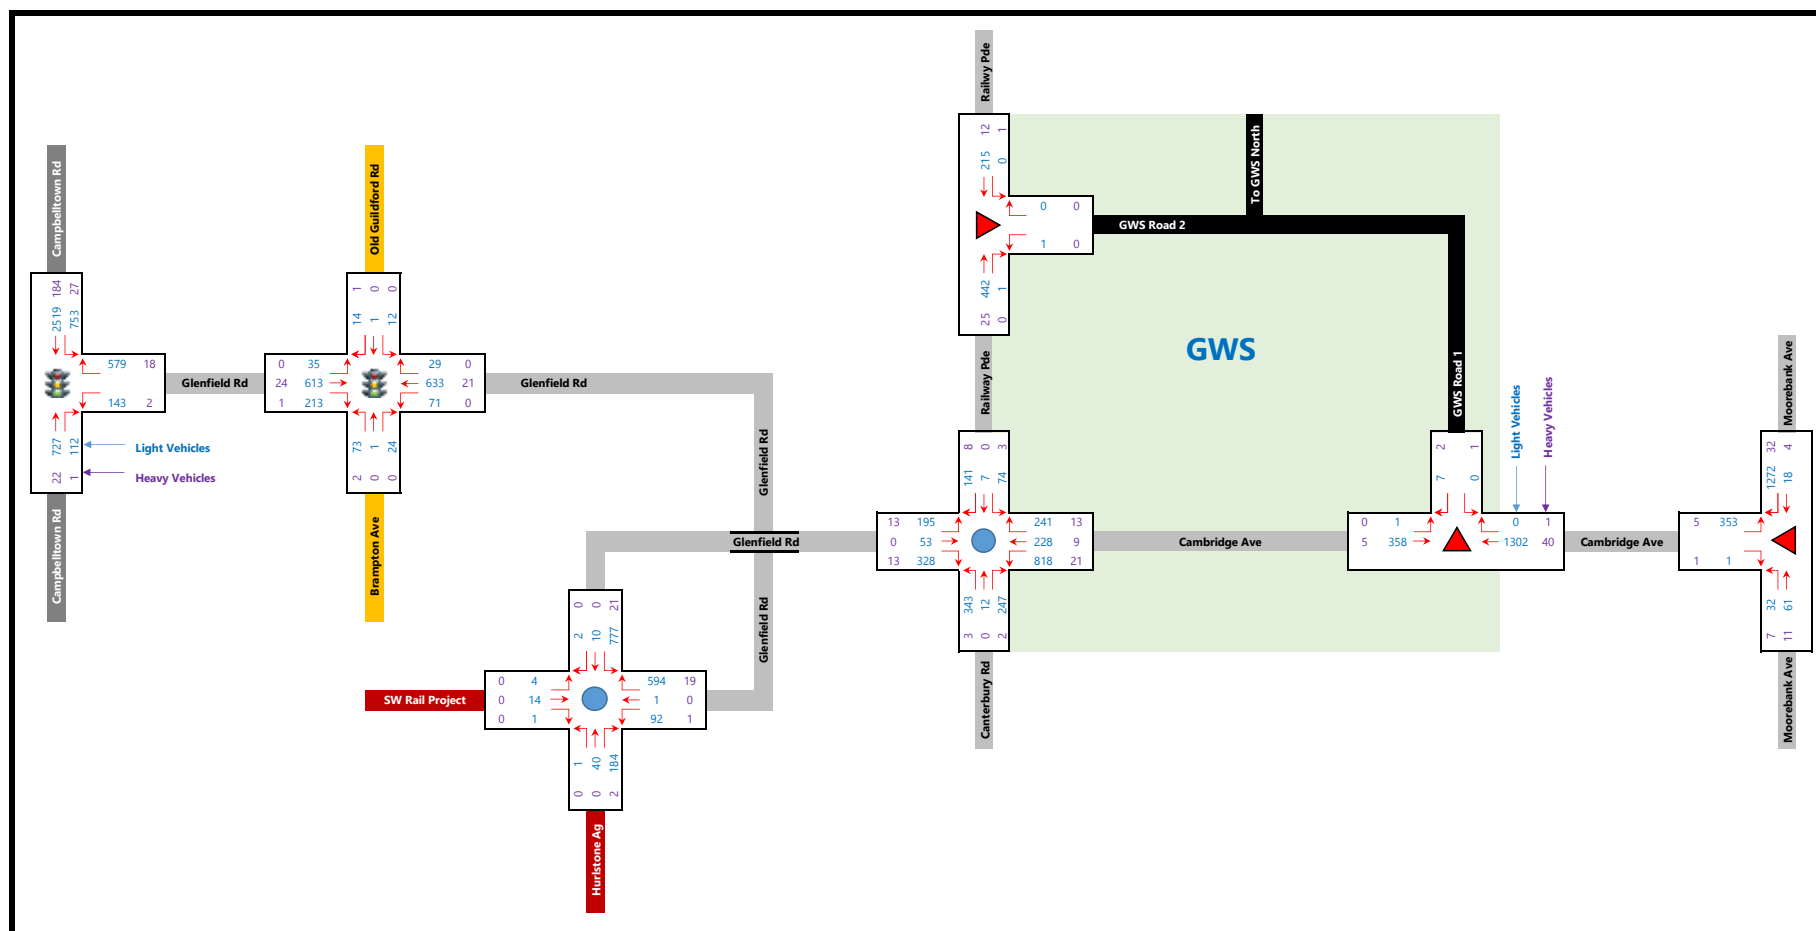 Railwy Pde
12 1
215 0
0 0
1 0
442 1
25 0
Railway Pde
To GWS North
GWS Road 2
GWS
GWS Road 1
Campbelltown Rd
184 27
2519 753
579 18
143 2
727 112
22 1
Campbelltown Rd
Light Vehicles
Heavy Vehicles
Glenfield Rd
Old Guildford Rd
1 0 0
14 1 12
0 35
24 613
1 213
29 0
633 21
71 0
73 1 24
2 0 0
Brampton Ave
Glenfield Rd
Glenfield Rd
Glenfield Rd
Glenfield Rd
SW Rail Project
0 0 21
2 10 777
0 4
0 14
0 1
594 19
1 0
92 1
1 40 184
0 0 2
Hurlstone Ag
8 0 3
141 7 74
13 195
0 53
13 328
241 13
228 9
818 21
343 12 247
3 0 2
Canterbury Rd
Cambridge Ave
2 1
7 0
0 1
5 358
0 1
1302 40
Light Vehicles
Heavy Vehicles
Cambridge Ave
Moorebank Ave
32 4
1272 18
5 353
1 1
32 61
7 11
Moorebank Ave